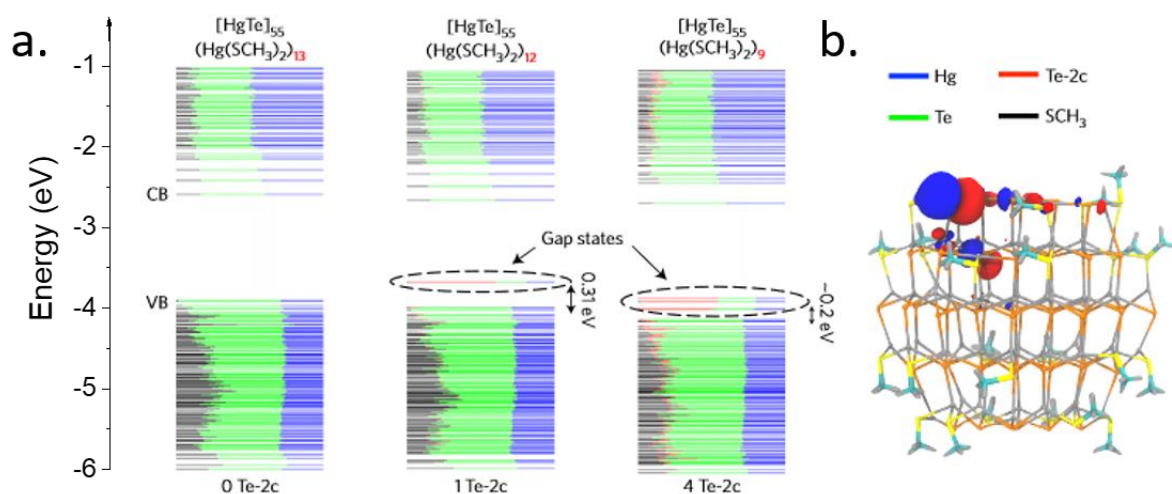 a.
b.
Energy (eV)
-1
-2
-3
-4
-5
-6
[HgTe]55
(Hg(SCH3)2)13
CB
VB
0 Te-2c
[HgTe]55
(Hg(SCH3)2)12
Gap states
0.31 eV
1Te-2c
[HgTe]55
(Hg(SCH3)2)9
~0.2 eV
4 Te-2c
Hg
Te-2c
Te
SCH3